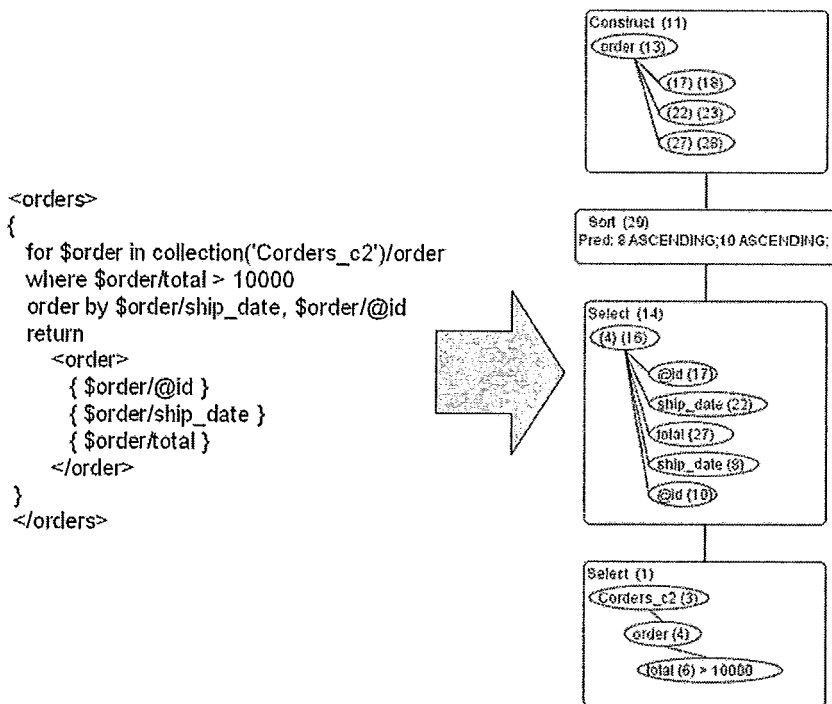 <orders>
{
for $order in collection('Corders_c2')/order
where $order/total > 10000
order by $order/ship_date, $order/@id
return
<order>
{ $order/@id }
{ $order/ship_date }
{ $order/total }
</order>
}
</orders>
Construct (11)
order (13)
(17) (18)
(22) (23)
(27) (28)
Sort (29)
Pred: 8 ASCENDING;10 ASCENDING;
Select (14)
(4) (16)
@id (17)
ship_date (22)
total (27)
ship_date (8)
@id (10)
Select (1)
Corders_c2 (3)
order (4)
total (6) > 10000